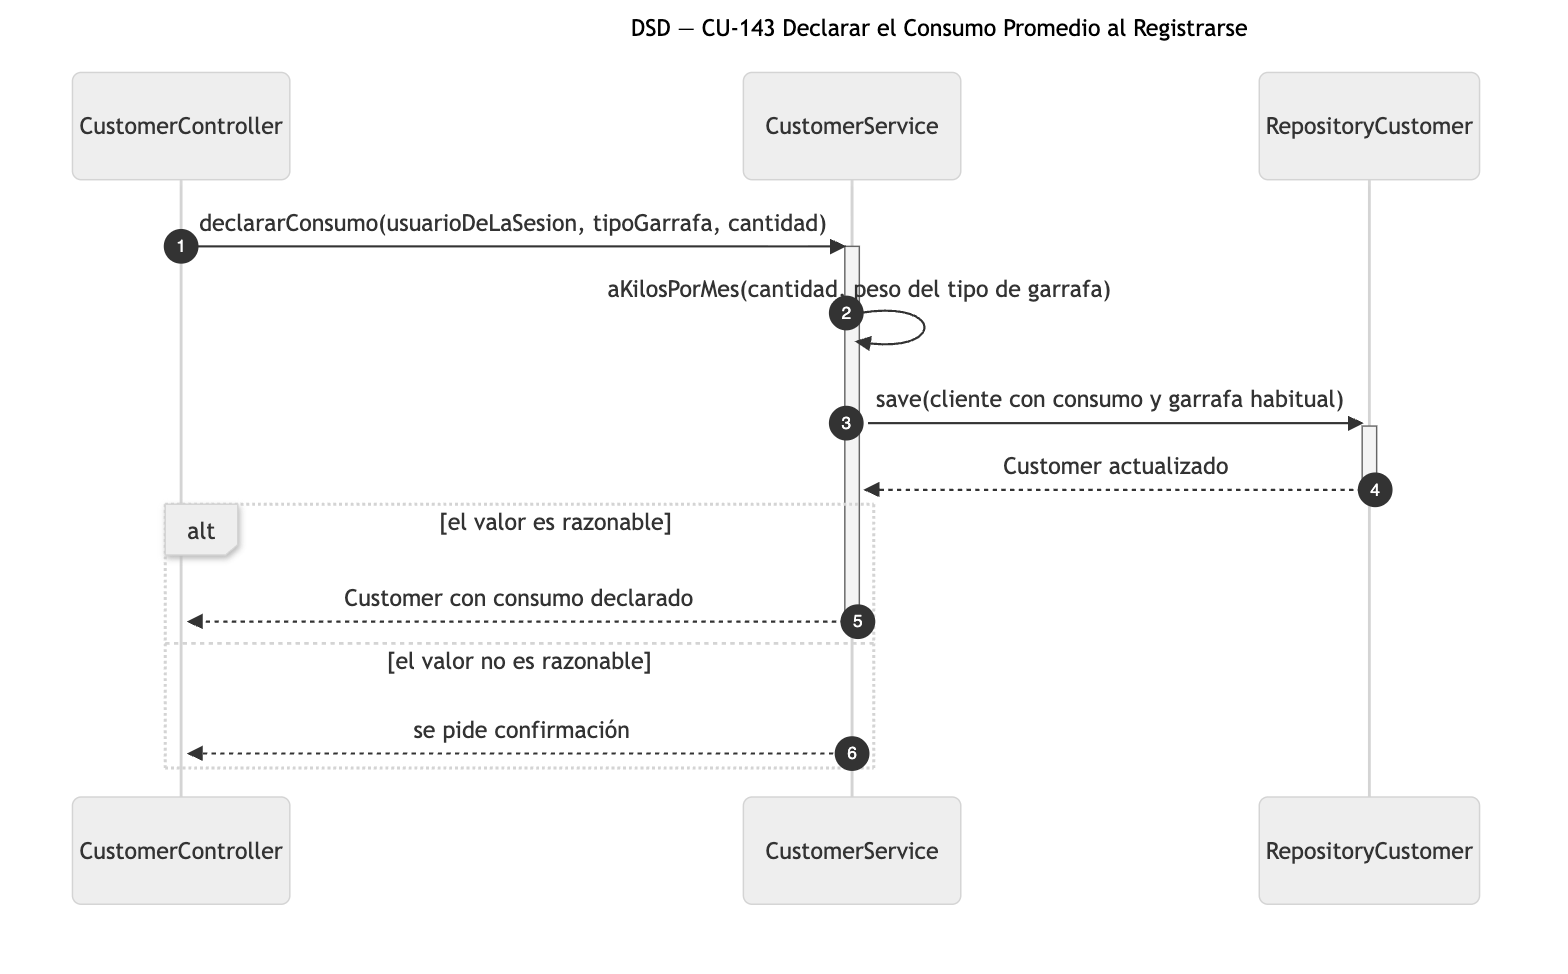 DSD — CU-143 Declarar el Consumo Promedio al Registrarse
CustomerController
CustomerService
RepositoryCustomer
declararConsumo(usuarioDeLaSesion, tipoGarrafa, cantidad)
1
aKilosPorMes(cantidad, peso del tipo de garrafa)
2
save(cliente con consumo y garrafa habitual)
3
Customer actualizado
4
alt
[el valor es razonable]
Customer con consumo declarado
5
[el valor no es razonable]
se pide confirmación
6
CustomerController
CustomerService
RepositoryCustomer